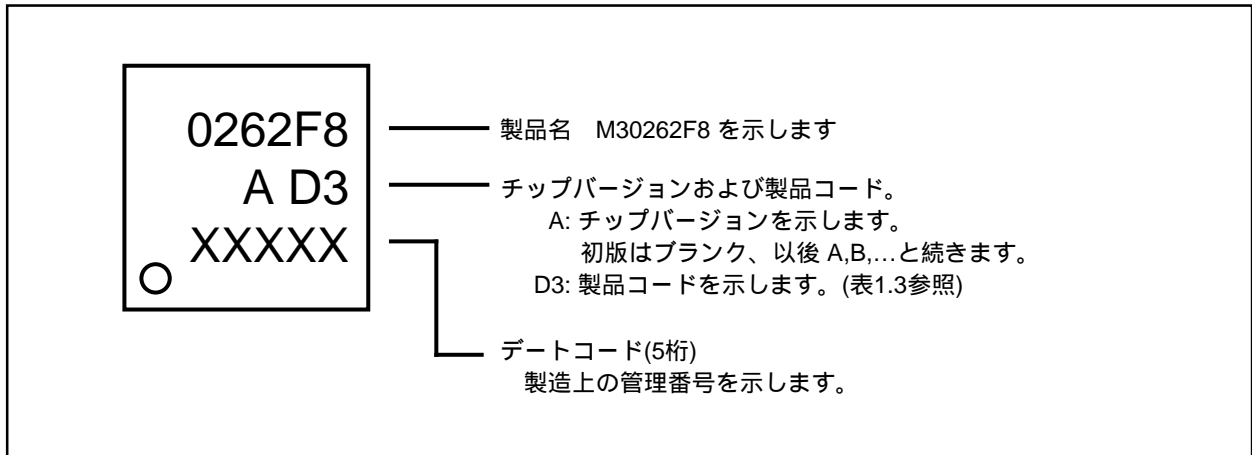 0262F8
A D3
XXXXX
製品名　M30262F8 を示します
チップバージョンおよび製品コード。
A: チップバージョンを示します。
初版はブランク、以後 A,B,…と続きます。
D3: 製品コードを示します。(表1.3参照)
デートコード(5桁)
製造上の管理番号を示します。